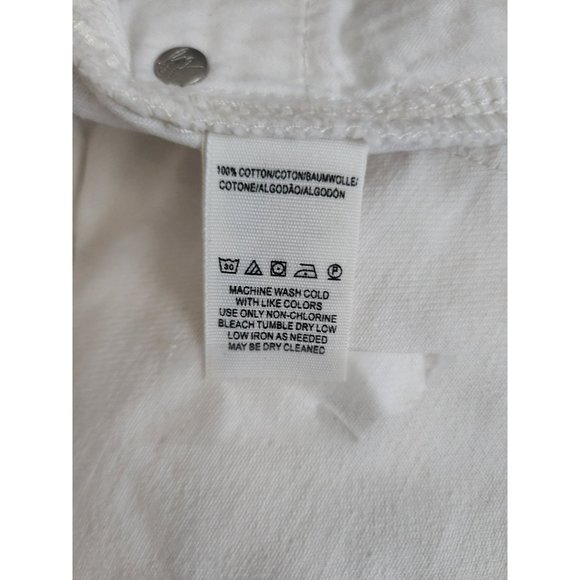 100% COTTON/COTON/BAUMWOLLE/
COTONE/ALGODÃO/ALGODÓN
30 P
MACHINE WASH COLD
WITH LIKE COLORS
USE ONLY NON-CHLORINE
BLEACH TUMBLE DRY LOW
LOW IRON AS NEEDED
MAY BE DRY CLEANED